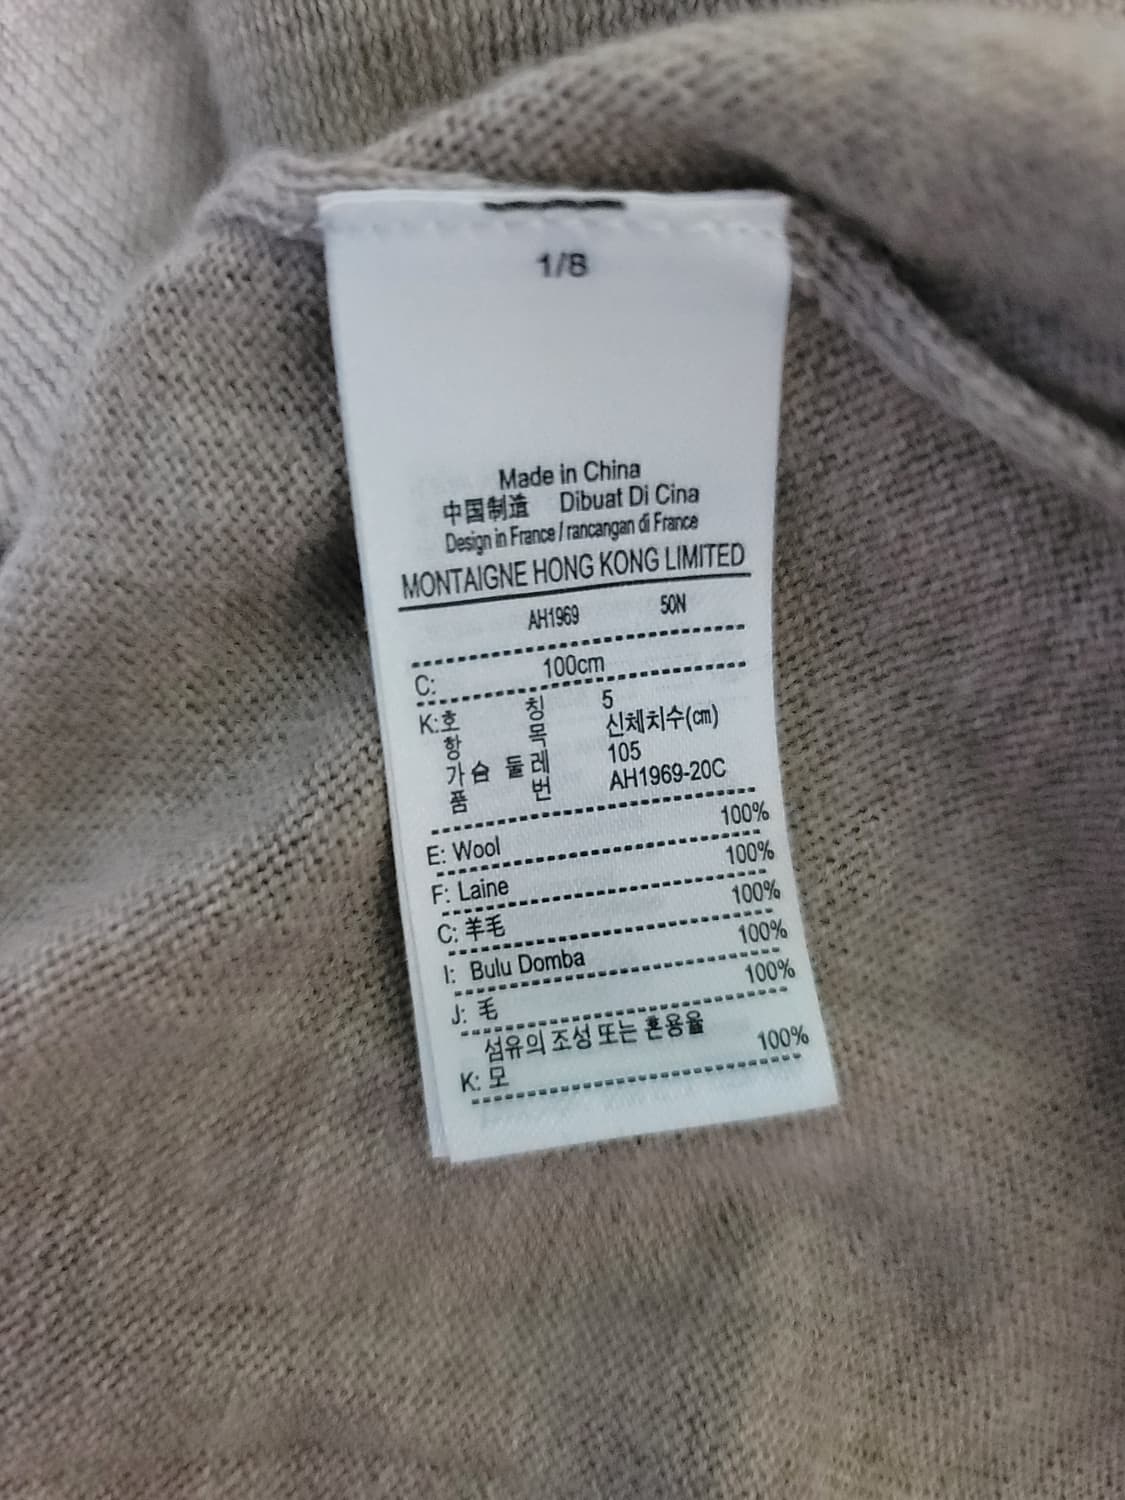 1/8
Made in China
中国制造 Dibuat Di Cina
Design in France / rancangan di France
MONTAIGNE HONG KONG LIMITED
AH1969 50N
C: 100cm
K:호 칭 5
항 목 신체치수(㎝)
가슴 둘레 105
품 번 AH1969-20C
E: Wool 100%
F: Laine 100%
C: 羊毛 100%
I: Bulu Domba 100%
J: 毛 100%
섬유의 조성 또는 혼용율
K: 모 100%